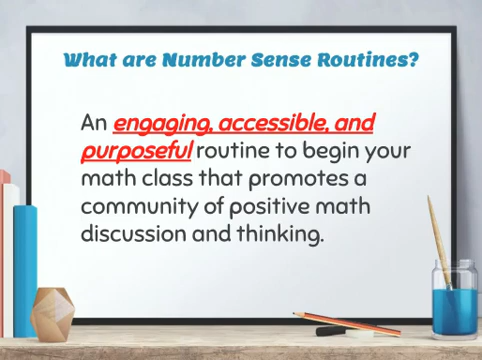 What are Number Sense Routines?
An engaging, accessible, and
purposeful routine to begin your
math class that promotes a
community of positive math
discussion and thinking.